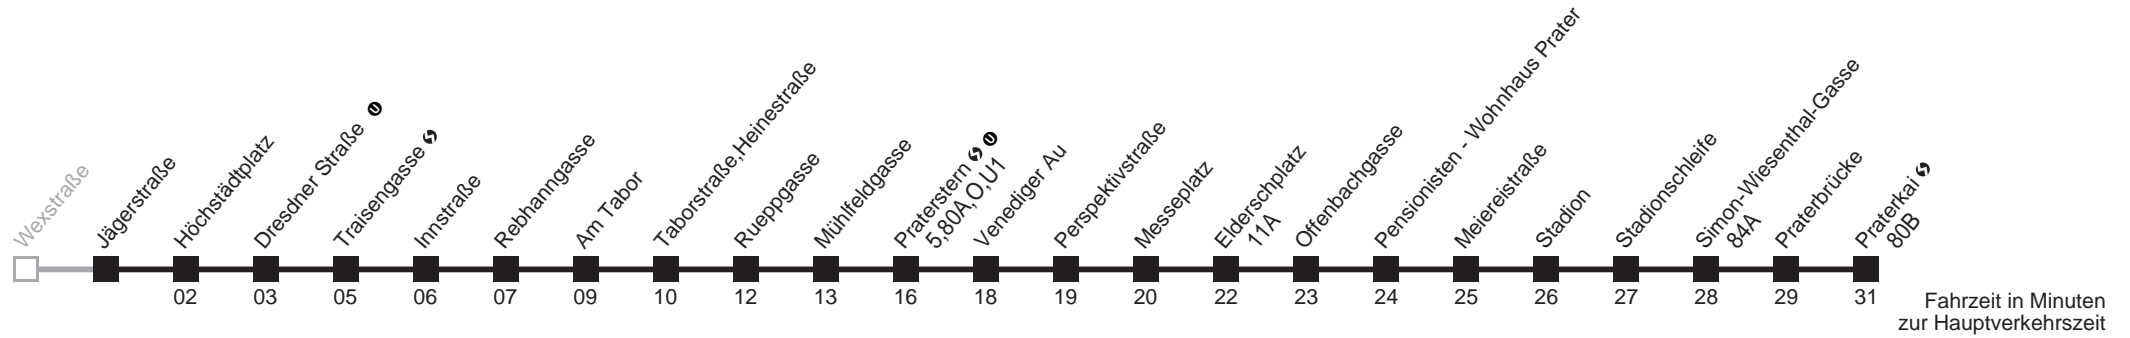 Wexstraße
Jägerstraße
Höchstädtplatz
Dresdner Straße U
Traisengasse S
Innstraße
Rebhanngasse
Am Tabor
Taborstraße,Heinestraße
Rueppgasse
Mühlfeldgasse
Praterstern S U
5,80A,O,U1
Venediger Au
Perspektivstraße
Messeplatz
Elderschplatz
11A
Offenbachgasse
Pensionisten - Wohnhaus Prater
Meiereistraße
Stadion
Stadionschleife
Simon-Wiesenthal-Gasse
84A
Praterbrücke
Praterkai S
80B
02 03 05 06 07 09 10 12 13 16 18 19 20 22 23 24 25 26 27 28 29 31
Fahrzeit in Minuten
zur Hauptverkehrszeit